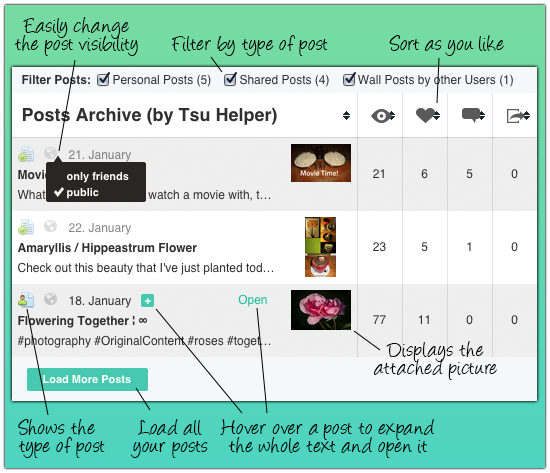 Easily change
the post visibility
Filter by type of post
Sort as you like
Filter Posts: Personal Posts (5) Shared Posts (4) Wall Posts by other Users (1)
Posts Archive (by Tsu Helper)
21. January
Movie
only friends
public
What watch a movie with, t...
Movie Time!
21 6 5 0
22. January
Amaryllis / Hippeastrum Flower
Check out this beauty that I've just planted tod...
23 5 1 0
18. January + Open
Flowering Together ¦ ∞
#photography #OriginalContent #roses #toget...
77 11 0 0
Displays the
attached picture
Load More Posts
Shows the
type of post
Load all
your posts
Hover over a post to expand
the whole text and open it